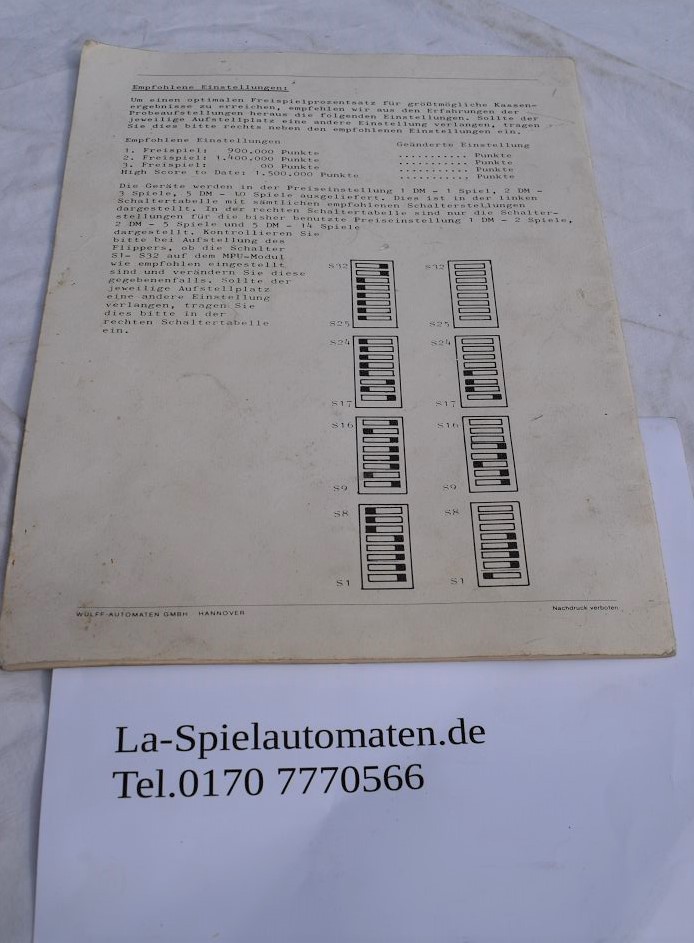 Empfohlene Einstellungen:
Um einen optimalen Freispielprozentsatz für größtmögliche Kassen-
ergebnisse zu erreichen, empfehlen wir aus den Erfahrungen der
Probeaufstellungen heraus die folgenden Einstellungen. Sollte der
jeweilige Aufstellplatz eine andere Einstellung verlangen, tragen
Sie dies bitte rechts neben den empfohlenen Einstellungen ein.
Empfohlene Einstellungen Geänderte Einstellung
1. Freispiel: 900.000 Punkte ........... Punkte
2. Freispiel: 1.400.000 Punkte ........... Punkte
3. Freispiel: 00 Punkte ........... Punkte
High Score to Date: 1.500.000 Punkte ........... Punkte
Die Geräte werden in der Preiseinstellung 1 DM - 1 Spiel, 2 DM -
3 Spiele, 5 DM - 10 Spiele ausgeliefert. Dies ist in der linken
Schaltertabelle mit sämtlichen empfohlenen Schalterstellungen
dargestellt. In der rechten Schaltertabelle sind nur die Schalter-
stellungen für die bisher benutzte Preiseinstellung 1 DM - 2 Spiele,
2 DM - 5 Spiele und 5 DM - 14 Spiele
dargestellt. Kontrollieren Sie
bitte bei Aufstellung des
Flippers, ob die Schalter
S1- S32 auf dem MPU-Modul
wie empfohlen eingestellt
sind und verändern Sie diese
gegebenenfalls. Sollte der
jeweilige Aufstellplatz
eine andere Einstellung
verlangen, tragen Sie
dies bitte in der
rechten Schaltertabelle
ein.
S32 S32
S25 S25
S24 S24
S17 S17
S16 S16
S9 S9
S8 S8
S1 S1
WULFF-AUTOMATEN GMBH HANNOVER Nachdruck verboten
La-Spielautomaten.de
Tel.0170 7770566